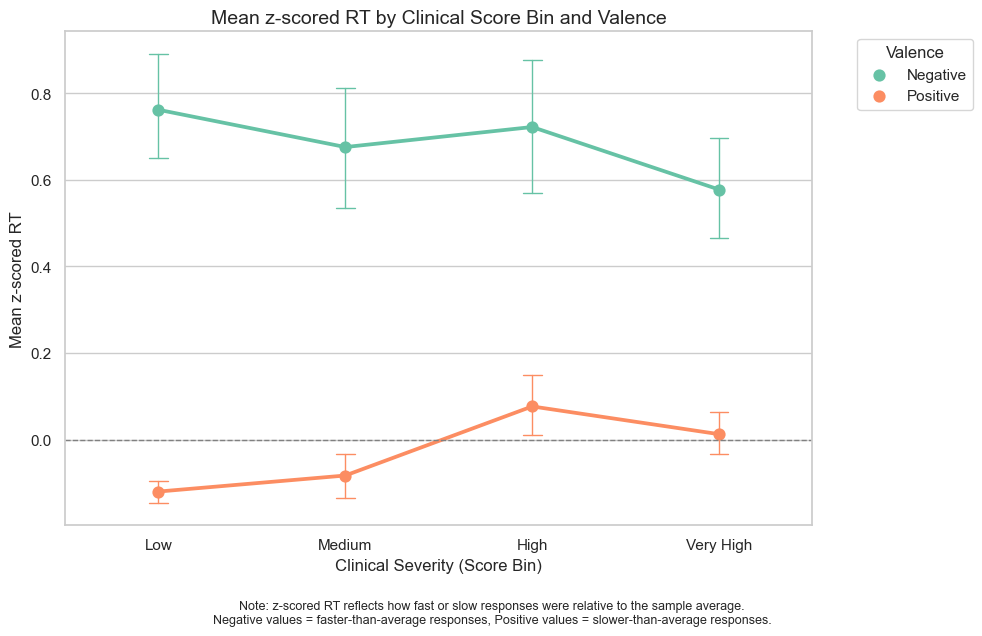 Mean z-scored RT by Clinical Score Bin and Valence
Valence
Negative
Positive
Mean z-scored RT
0.8
0.6
0.4
0.2
0.0
Low Medium High Very High
Clinical Severity (Score Bin)
Note: z-scored RT reflects how fast or slow responses were relative to the sample average.
Negative values = faster-than-average responses, Positive values = slower-than-average responses.